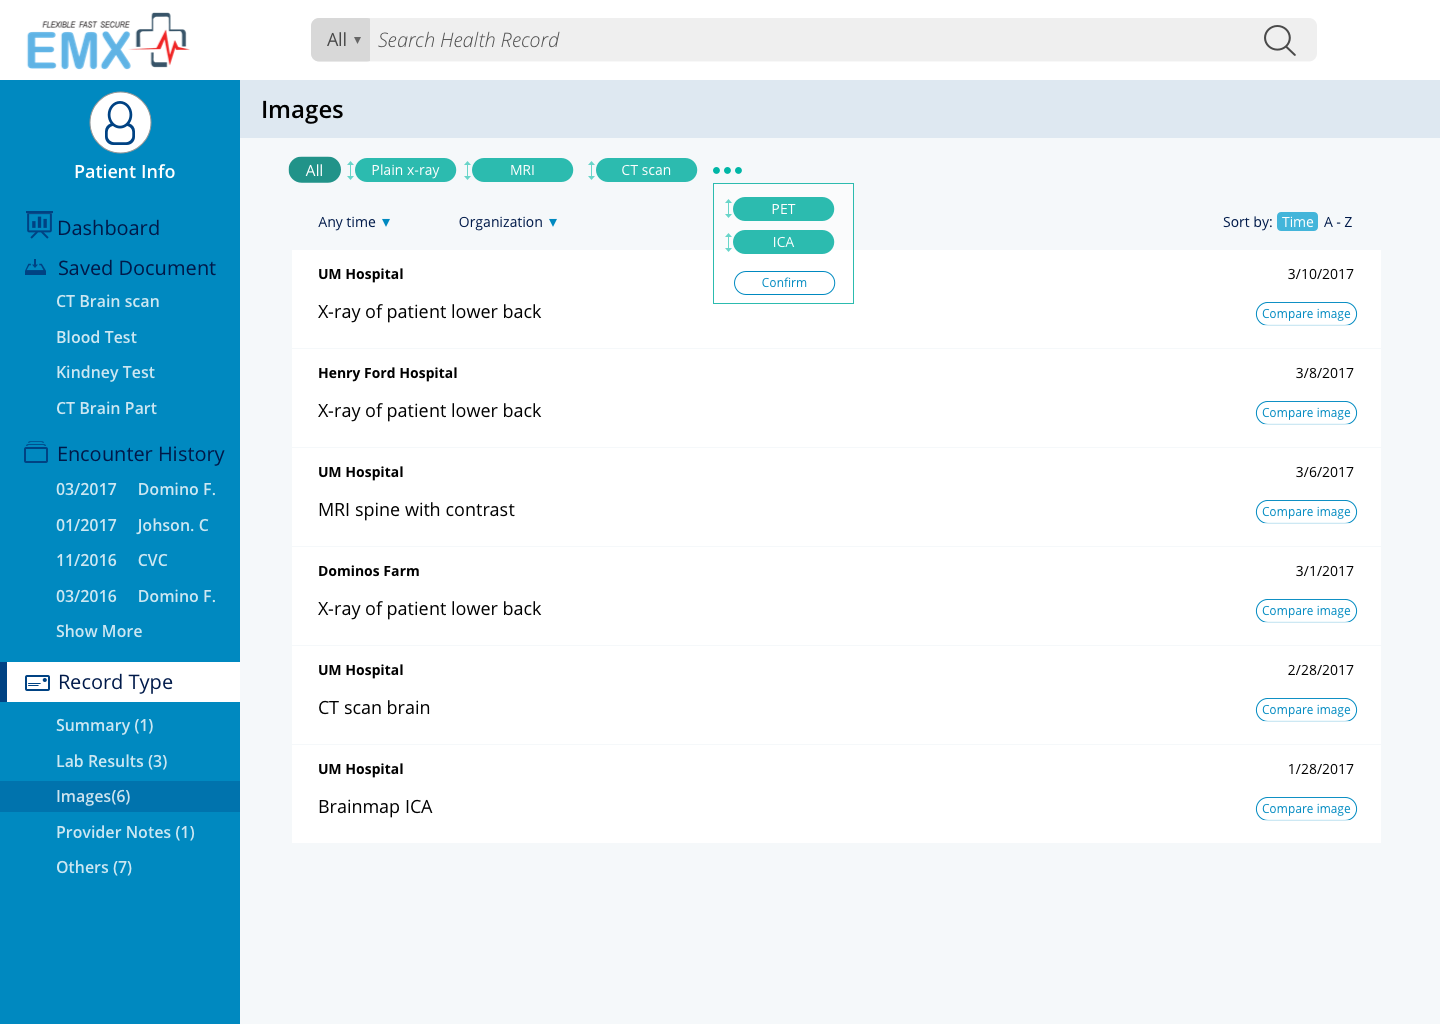 FLEXIBLE FAST SECURE
EMX
All ▾ Search Health Record
Patient Info
Dashboard
Saved Document
CT Brain scan
Blood Test
Kindney Test
CT Brain Part
Encounter History
03/2017 Domino F.
01/2017 Johson. C
11/2016 CVC
03/2016 Domino F.
Show More
Record Type
Summary (1)
Lab Results (3)
Images(6)
Provider Notes (1)
Others (7)
Images
All Plain x-ray MRI CT scan
PET
ICA
Confirm
Any time ▼ Organization ▼ Sort by: Time A - Z
UM Hospital 3/10/2017
X-ray of patient lower back Compare image
Henry Ford Hospital 3/8/2017
X-ray of patient lower back Compare image
UM Hospital 3/6/2017
MRI spine with contrast Compare image
Dominos Farm 3/1/2017
X-ray of patient lower back Compare image
UM Hospital 2/28/2017
CT scan brain Compare image
UM Hospital 1/28/2017
Brainmap ICA Compare image